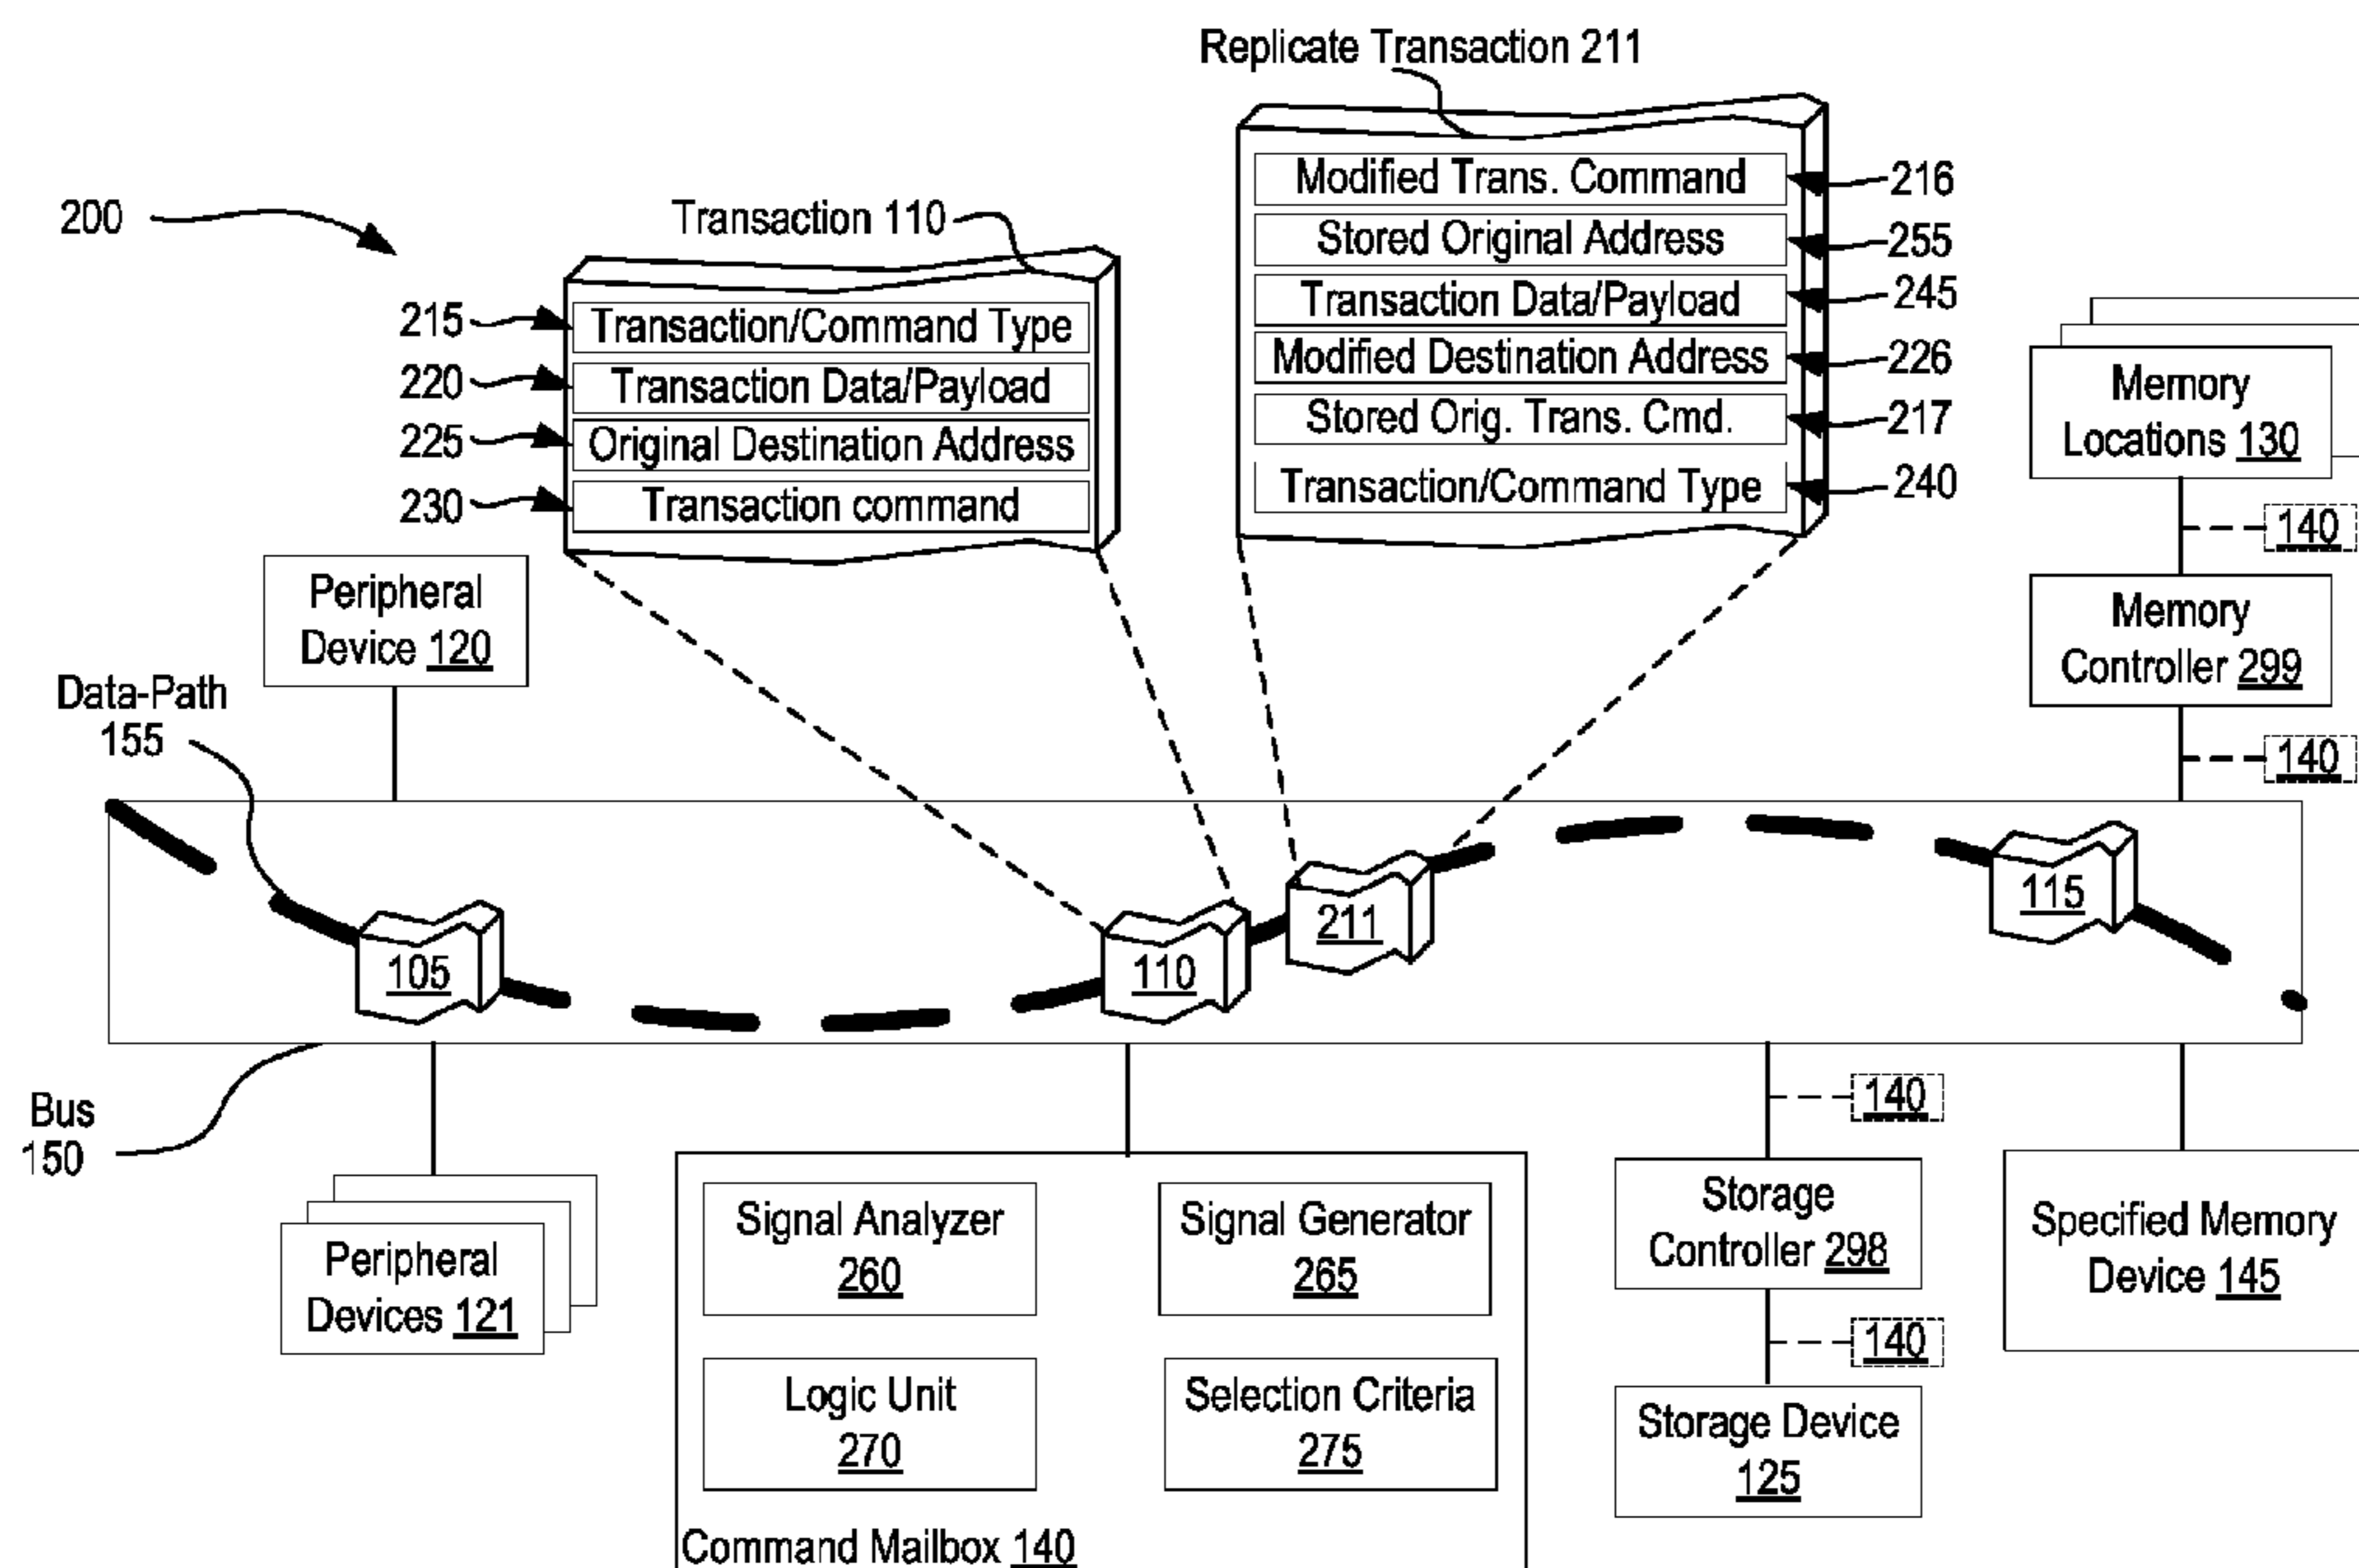 Replicate Transaction 211
Modified Trans. Command
216
200
Transaction 110
Stored Original Address
255
Transaction Data/Payload
245
215
Transaction/Command Type
Modified Destination Address
226
220
Transaction Data/Payload
Stored Orig. Trans. Cmd.
217
225
Original Destination Address
Transaction/Command Type
240
230
Transaction command
Memory
Locations 130
140
Peripheral
Device 120
Memory
Controller 299
140
Data-Path
155
105
110
211
115
Bus
150
Peripheral
Devices 121
Signal Analyzer
260
Signal Generator
265
Logic Unit
270
Selection Criteria
275
Command Mailbox 140
140
Storage
Controller 298
140
Storage Device
125
Specified Memory
Device 145